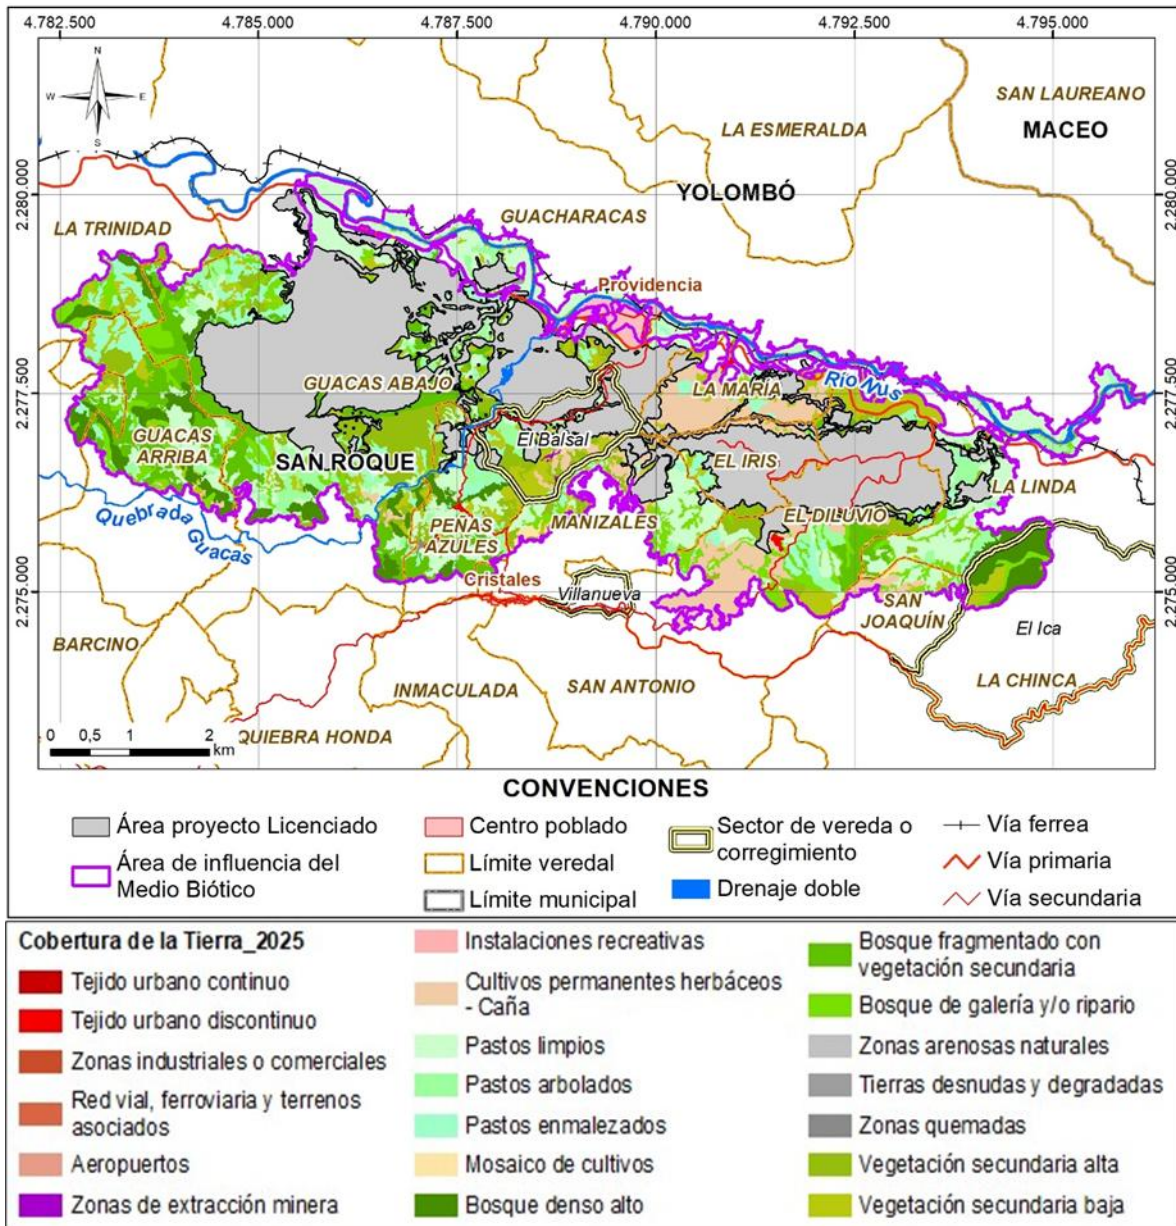 4.782.500 4.785.000 4.787.500 4.790.000 4.792.500 4.795.000
N
W E
S
SAN LAUREANO
MACEO
LA ESMERALDA
2.280.000 YOLOMBÓ 2.280.000
GUACHARACAS
LA TRINIDAD
Providencia
2.277.500 GUACAS ABAJO LA MARÍA Río Nus 2.277.500
GUACAS
ARRIBA
El Balsal
SAN ROQUE
EL IRIS
LA LINDA
Quebrada
Guacas
PEÑAS
AZULES
MANIZALES
EL DILUVIO
Cristales
Villanueva
2.275.000 2.275.000
SAN
JOAQUÍN
El Ica
BARCINO
INMACULADA
SAN ANTONIO
LA CHINCA
QUIEBRA HONDA
0 0,5 1 2
km
CONVENCIONES
Área proyecto Licenciado
Área de influencia del
Medio Biótico
Centro poblado
Límite veredal
Límite municipal
Sector de vereda o
corregimiento
Drenaje doble
Vía ferrea
Vía primaria
Vía secundaria
Cobertura de la Tierra_2025
Tejido urbano continuo
Tejido urbano discontinuo
Zonas industriales o comerciales
Red vial, ferroviaria y terrenos
asociados
Aeropuertos
Zonas de extracción minera
Instalaciones recreativas
Cultivos permanentes herbáceos
- Caña
Pastos limpios
Pastos arbolados
Pastos enmalezados
Mosaico de cultivos
Bosque denso alto
Bosque fragmentado con
vegetación secundaria
Bosque de galería y/o ripario
Zonas arenosas naturales
Tierras desnudas y degradadas
Zonas quemadas
Vegetación secundaria alta
Vegetación secundaria baja